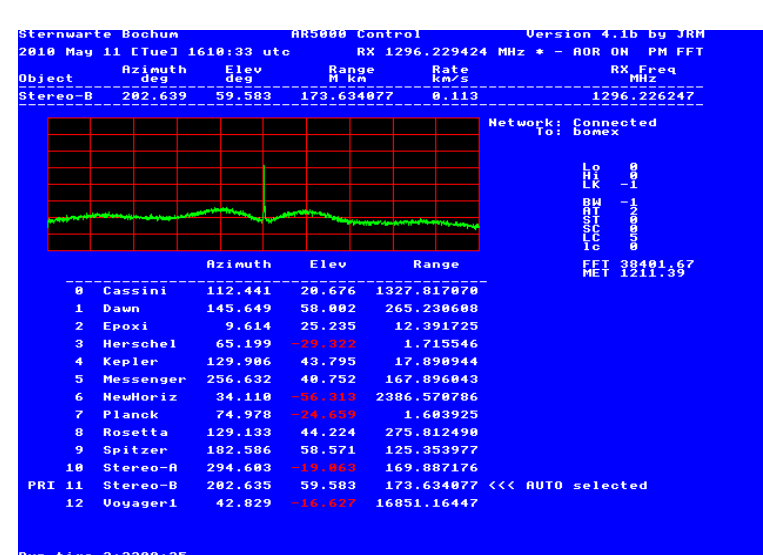 Sternwarte Bochum AR5000 Control Version 4.1b by JRM
2010 May 11 [Tue] 1610:33 utc RX 1296.229424 MHz * - AOR ON PM FFT
Azimuth Elev Range Rate RX Freq
Object deg deg M km km/s MHz
Stereo-B 202.639 59.583 173.634077 0.113 1296.226247
Network: Connected
To: bomex
Lo 0
Hi 0
LK -1
BW -1
AT 2
ST 0
SC 0
LC 5
Ic 0
FFT 38401.67
MET 1211.39
Azimuth Elev Range
0 Cassini 112.441 20.676 1327.817070
1 Dawn 145.649 58.002 265.230608
2 Epoxi 9.614 25.235 12.391725
3 Herschel 65.199 -29.322 1.715546
4 Kepler 129.906 43.795 17.890944
5 Messenger 256.632 40.752 167.896043
6 NewHoriz 34.110 -56.313 2386.570786
7 Planck 74.978 -24.659 1.603925
8 Rosetta 129.133 44.224 275.812490
9 Spitzer 182.586 58.571 125.353977
10 Stereo-A 294.603 -19.063 169.887176
PRI 11 Stereo-B 202.635 59.583 173.634077 <<< AUTO selected
12 Voyager1 42.829 -16.627 16851.16447